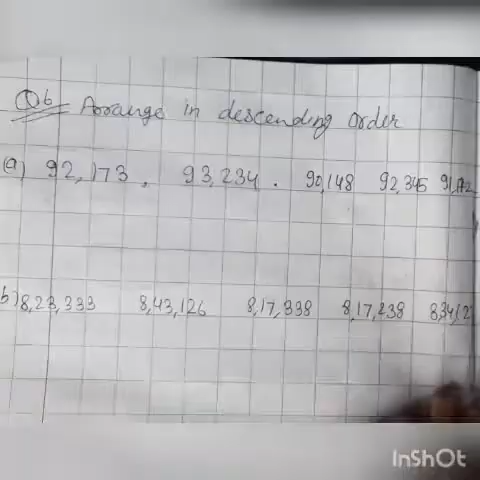 Q6 Arrange in descending order
(a) 92,173, 93,234. 90,148 92,345
b) 8,23,333 8,43,126 8,17,338 8,17,238
InShOt